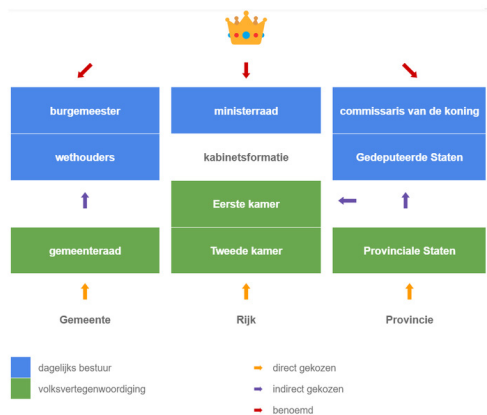 burgemeester
ministerraad
commissaris van de koning
wethouders
kabinetsformatie
Gedeputeerde Staten
Eerste kamer
gemeenteraad
Tweede kamer
Provinciale Staten
Gemeente
Rijk
Provincie
dagelijks bestuur
direct gekozen
volksvertegenwoordiging
indirect gekozen
benoemd